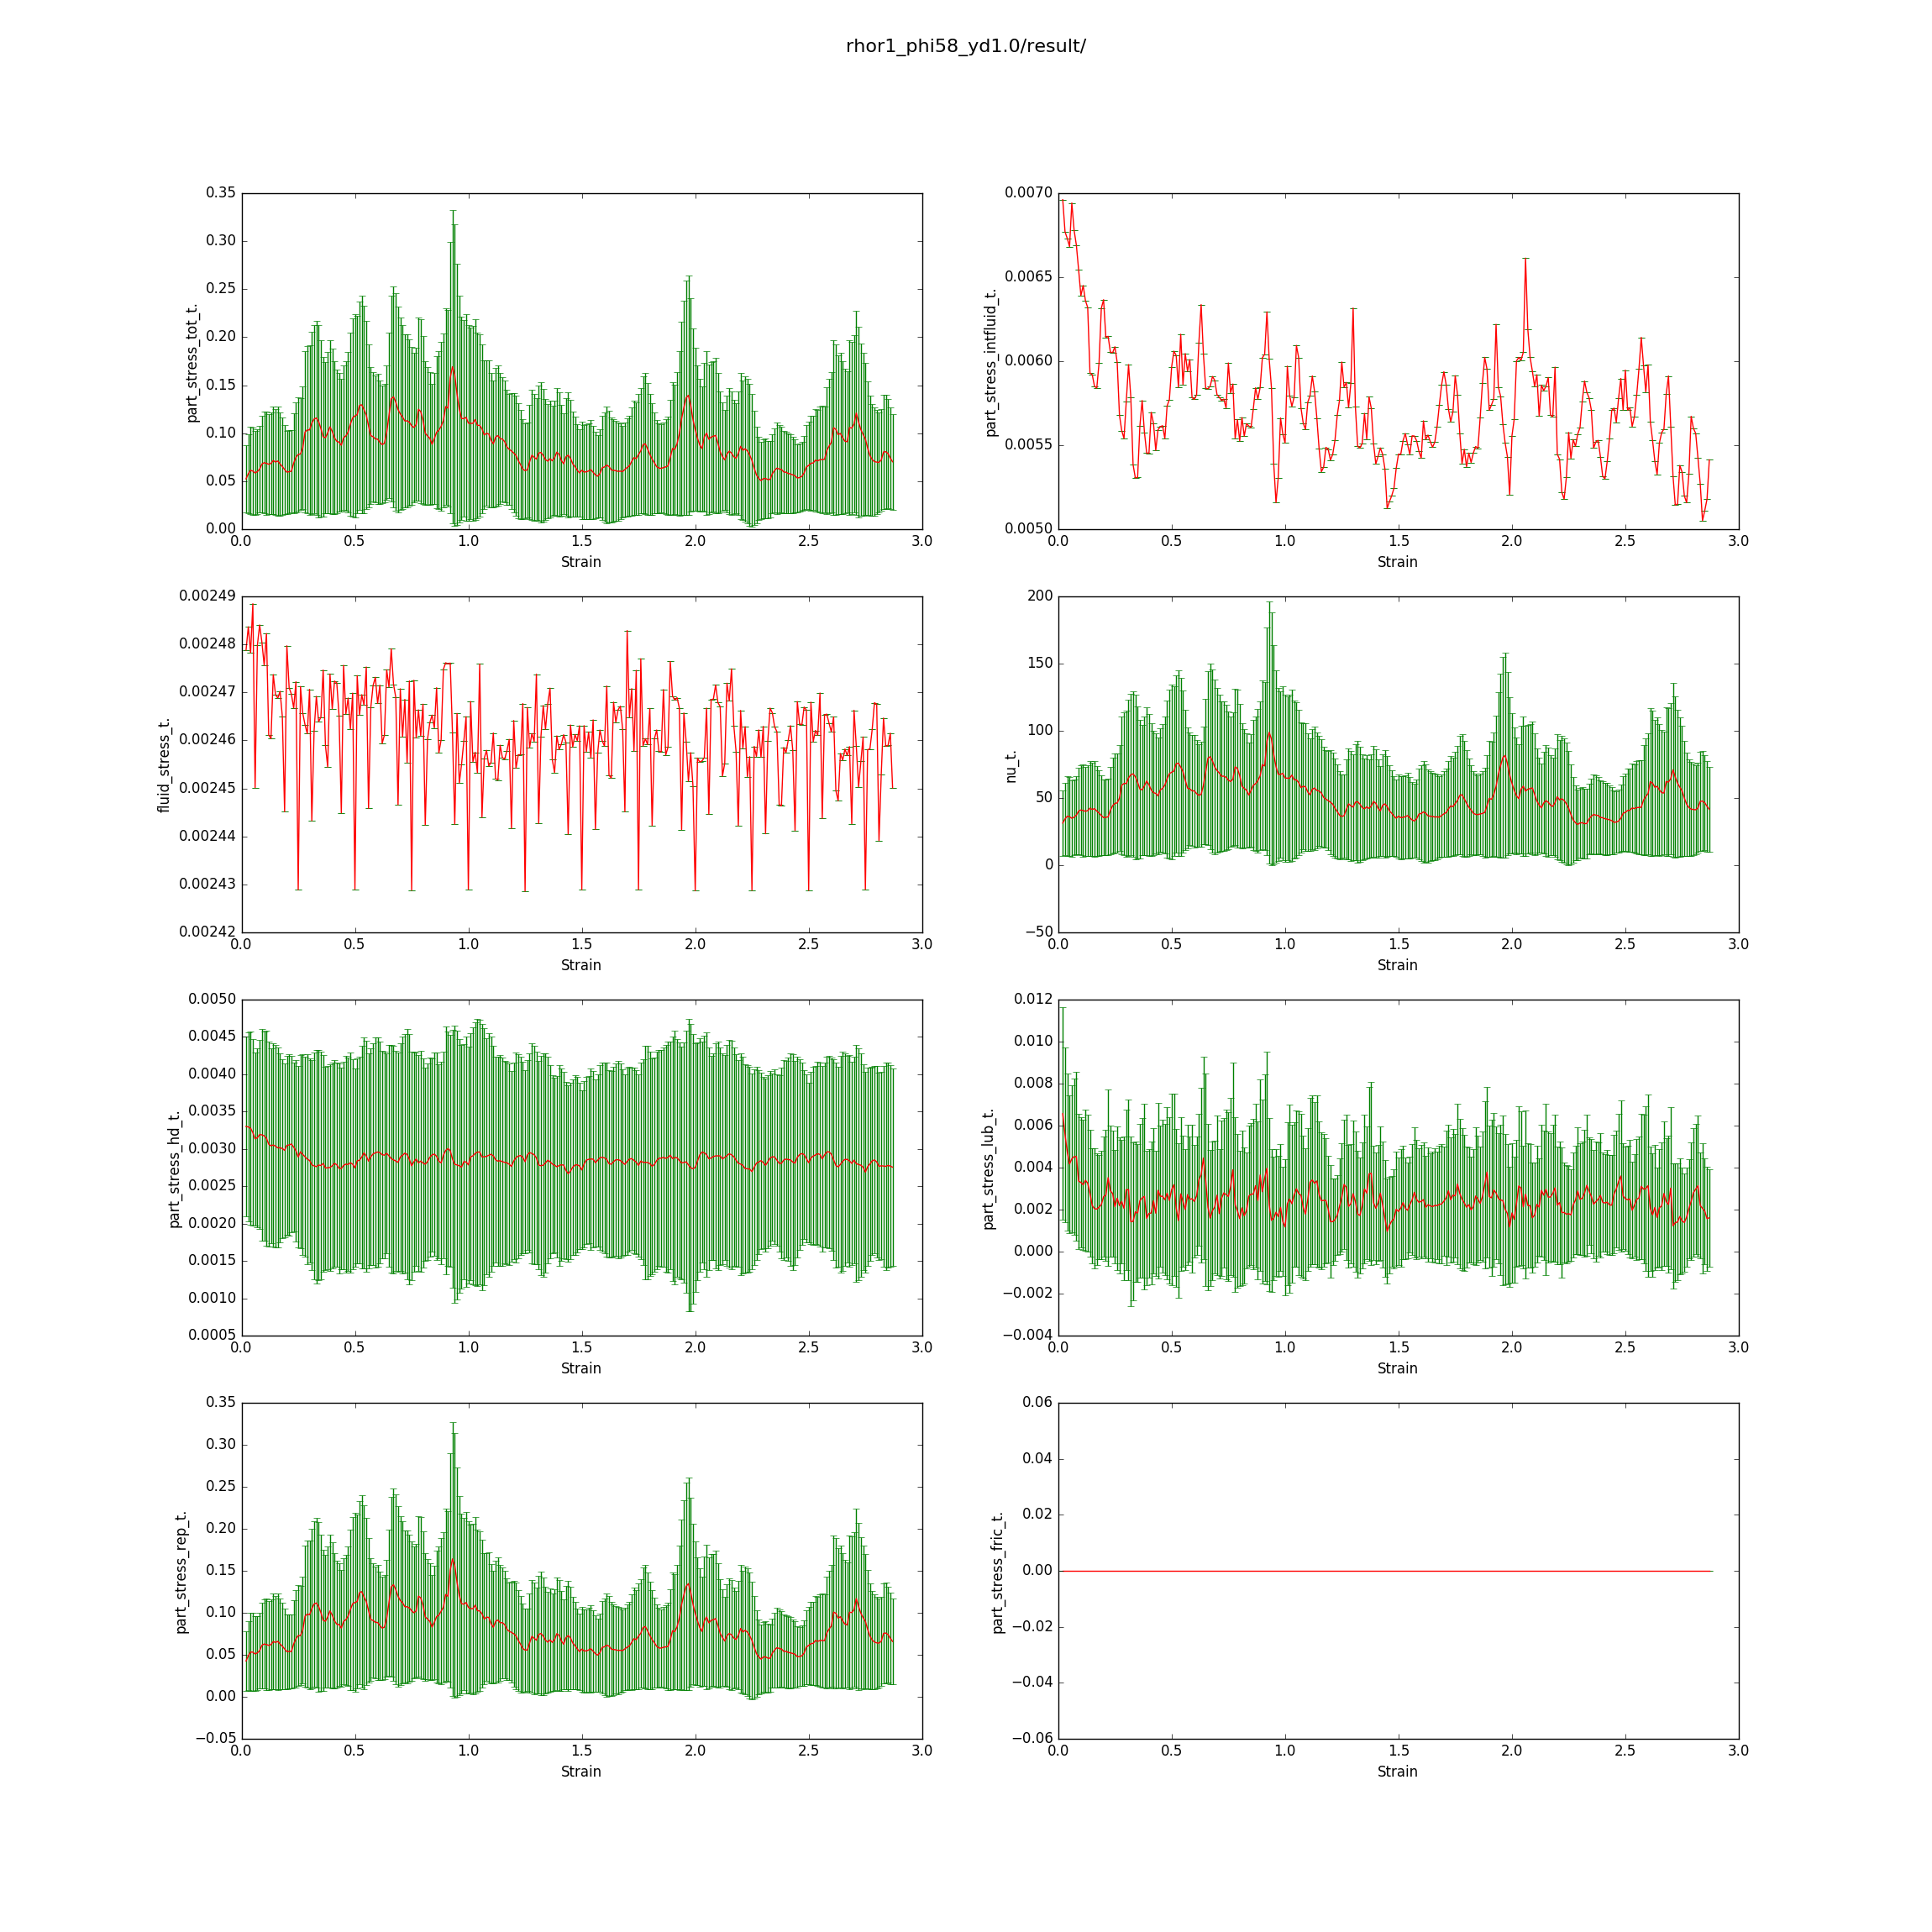 rhor1_phi58_yd1.0/result/
0.35
0.30
0.25
0.20
0.15
0.10
0.05
0.00
part_stress_tot_t.
0.0 0.5 1.0 1.5 2.0 2.5 3.0
Strain
0.0070
0.0065
0.0060
0.0055
0.0050
part_stress_intfluid_t.
0.0 0.5 1.0 1.5 2.0 2.5 3.0
Strain
0.00249
0.00248
0.00247
0.00246
0.00245
0.00244
0.00243
0.00242
fluid_stress_t.
0.0 0.5 1.0 1.5 2.0 2.5 3.0
Strain
200
150
100
50
0
−50
nu_t.
0.0 0.5 1.0 1.5 2.0 2.5 3.0
Strain
0.0050
0.0045
0.0040
0.0035
0.0030
0.0025
0.0020
0.0015
0.0010
0.0005
part_stress_hd_t.
0.0 0.5 1.0 1.5 2.0 2.5 3.0
Strain
0.012
0.010
0.008
0.006
0.004
0.002
0.000
−0.002
−0.004
part_stress_lub_t.
0.0 0.5 1.0 1.5 2.0 2.5 3.0
Strain
0.35
0.30
0.25
0.20
0.15
0.10
0.05
0.00
−0.05
part_stress_rep_t.
0.0 0.5 1.0 1.5 2.0 2.5 3.0
Strain
0.06
0.04
0.02
0.00
−0.02
−0.04
−0.06
part_stress_fric_t.
0.0 0.5 1.0 1.5 2.0 2.5 3.0
Strain